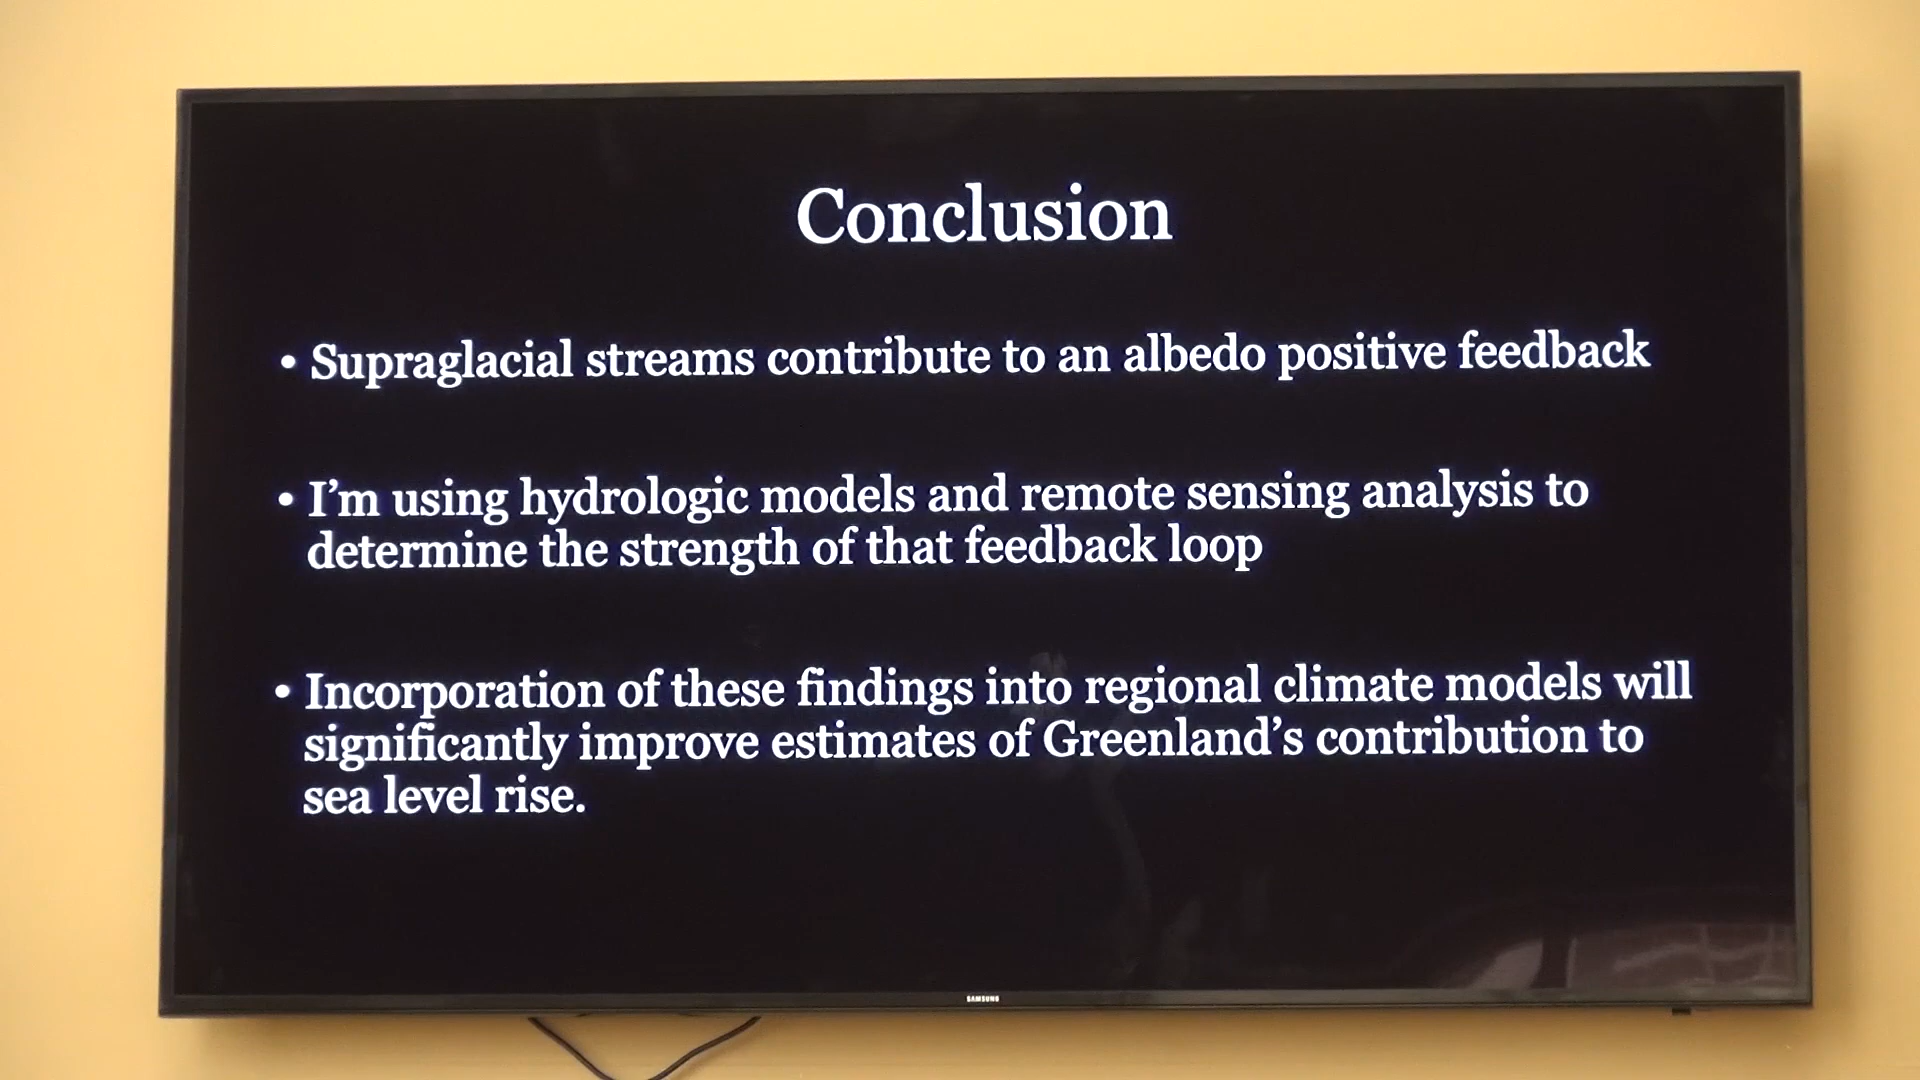 Conclusion
• Supraglacial streams contribute to an albedo positive feedback
• I’m using hydrologic models and remote sensing analysis to
determine the strength of that feedback loop
• Incorporation of these findings into regional climate models will
significantly improve estimates of Greenland’s contribution to
sea level rise.
SAMSUNG